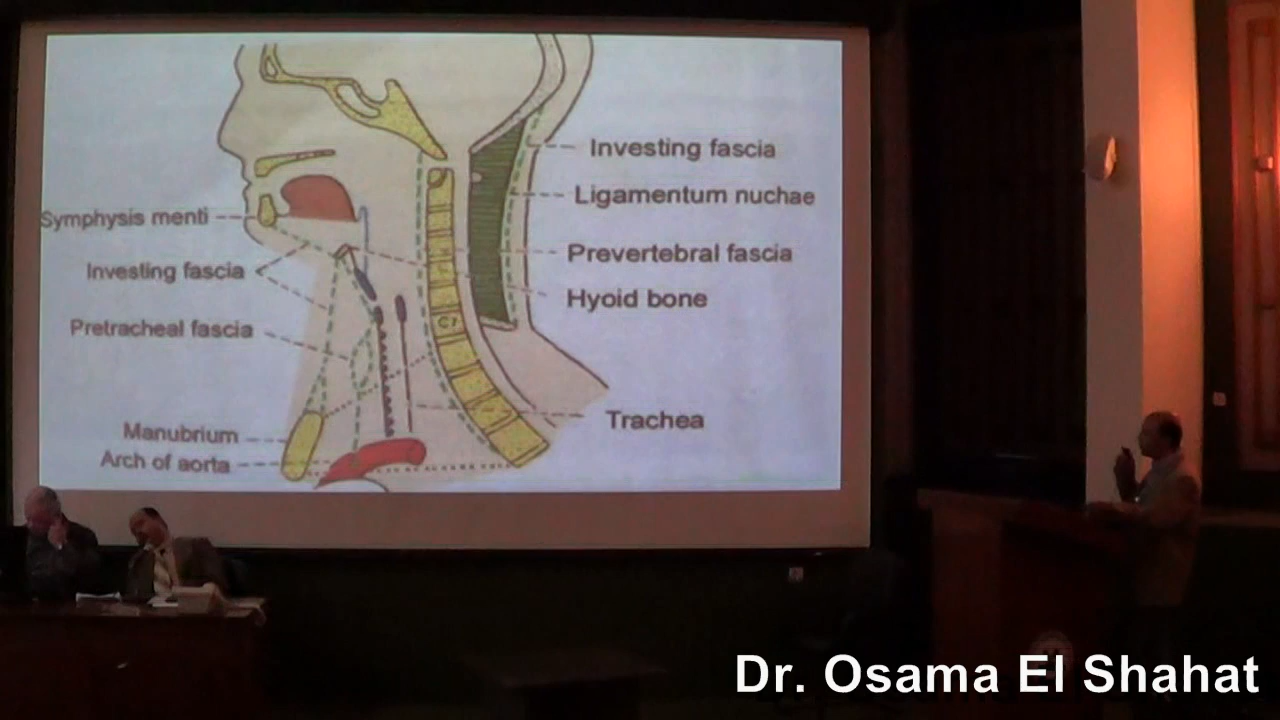 Investing fascia
Ligamentum nuchae
Symphysis menti
Prevertebral fascia
Investing fascia
Hyoid bone
Pretracheal fascia
Trachea
Manubrium
Arch of aorta
Dr. Osama El Shahat